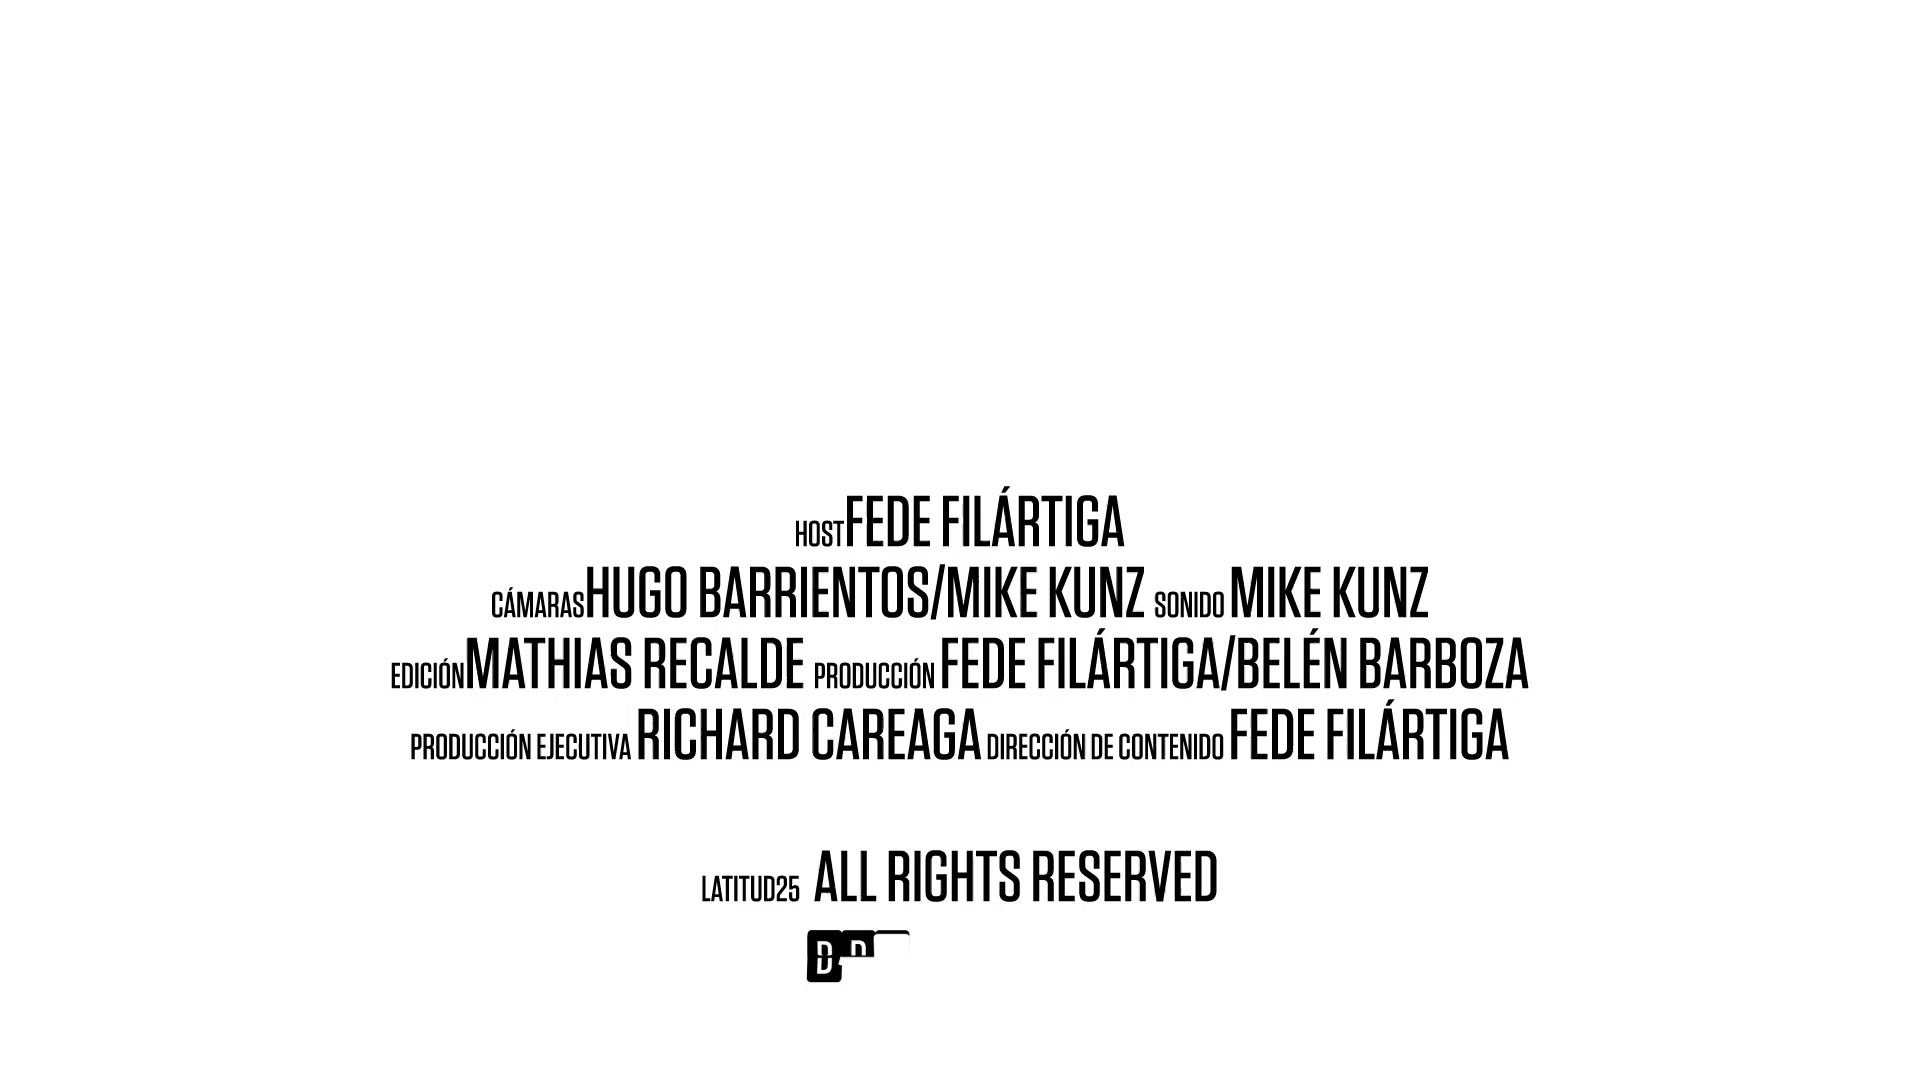 HOST FEDE FILÁRTIGA
CÁMARAS HUGO BARRIENTOS/MIKE KUNZ SONIDO MIKE KUNZ
EDICIÓN MATHIAS RECALDE PRODUCCIÓN FEDE FILÁRTIGA/BELÉN BARBOZA
PRODUCCIÓN EJECUTIVA RICHARD CAREAGA DIRECCIÓN DE CONTENIDO FEDE FILÁRTIGA
LATITUD25 ALL RIGHTS RESERVED